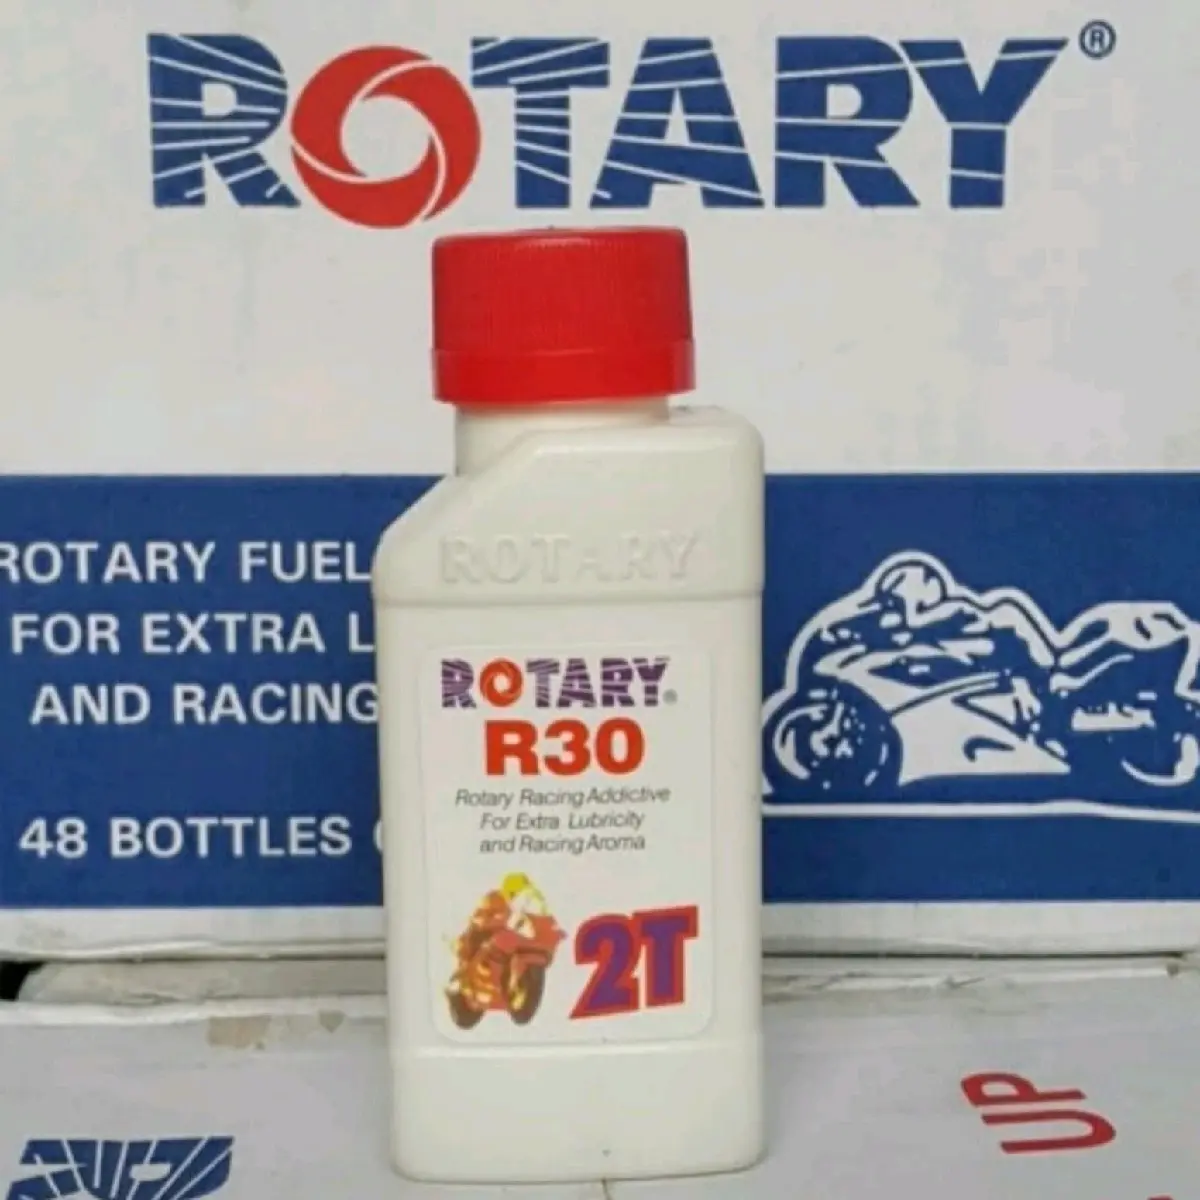 ROTARY®
ROTARY FUEL
FOR EXTRA L
AND RACING
48 BOTTLES
ROTARY
ROTARY®
R30
Rotary Racing Addictive
For Extra Lubricity
and Racing Aroma
2T
UP